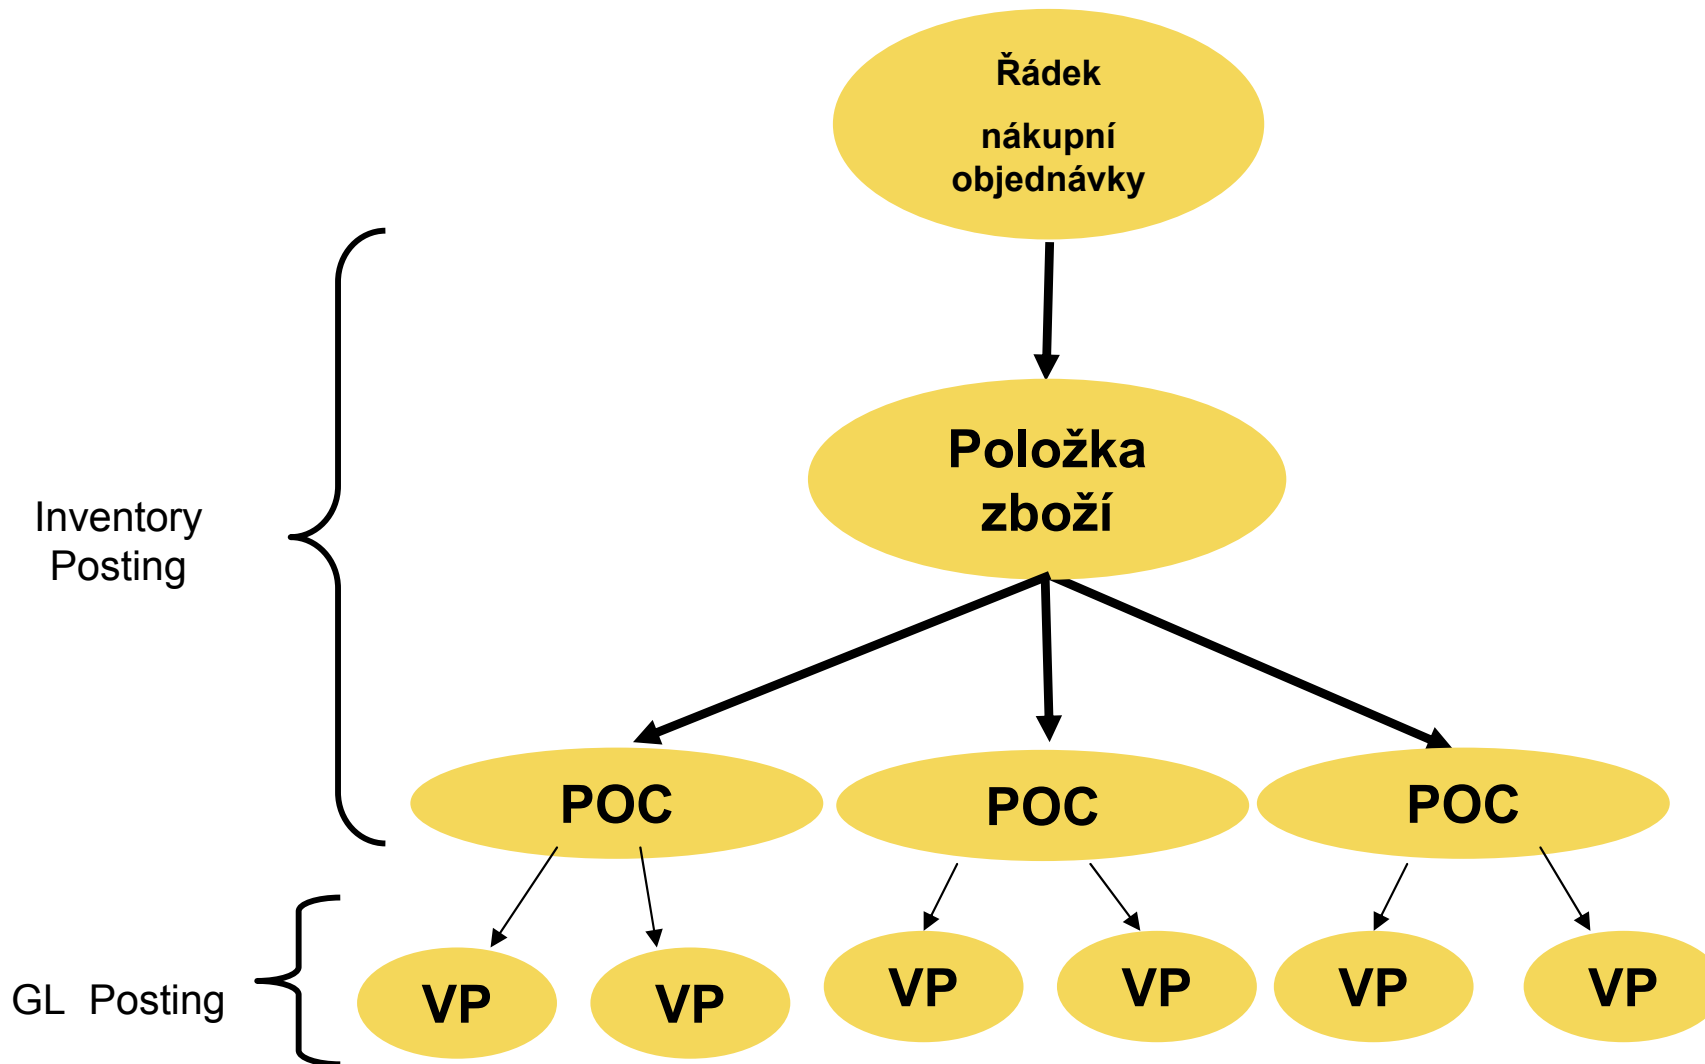 Řádek
nákupní
objednávky
Položka
zboží
Inventory
Posting
POC
POC
POC
GL Posting
VP
VP
VP
VP
VP
VP